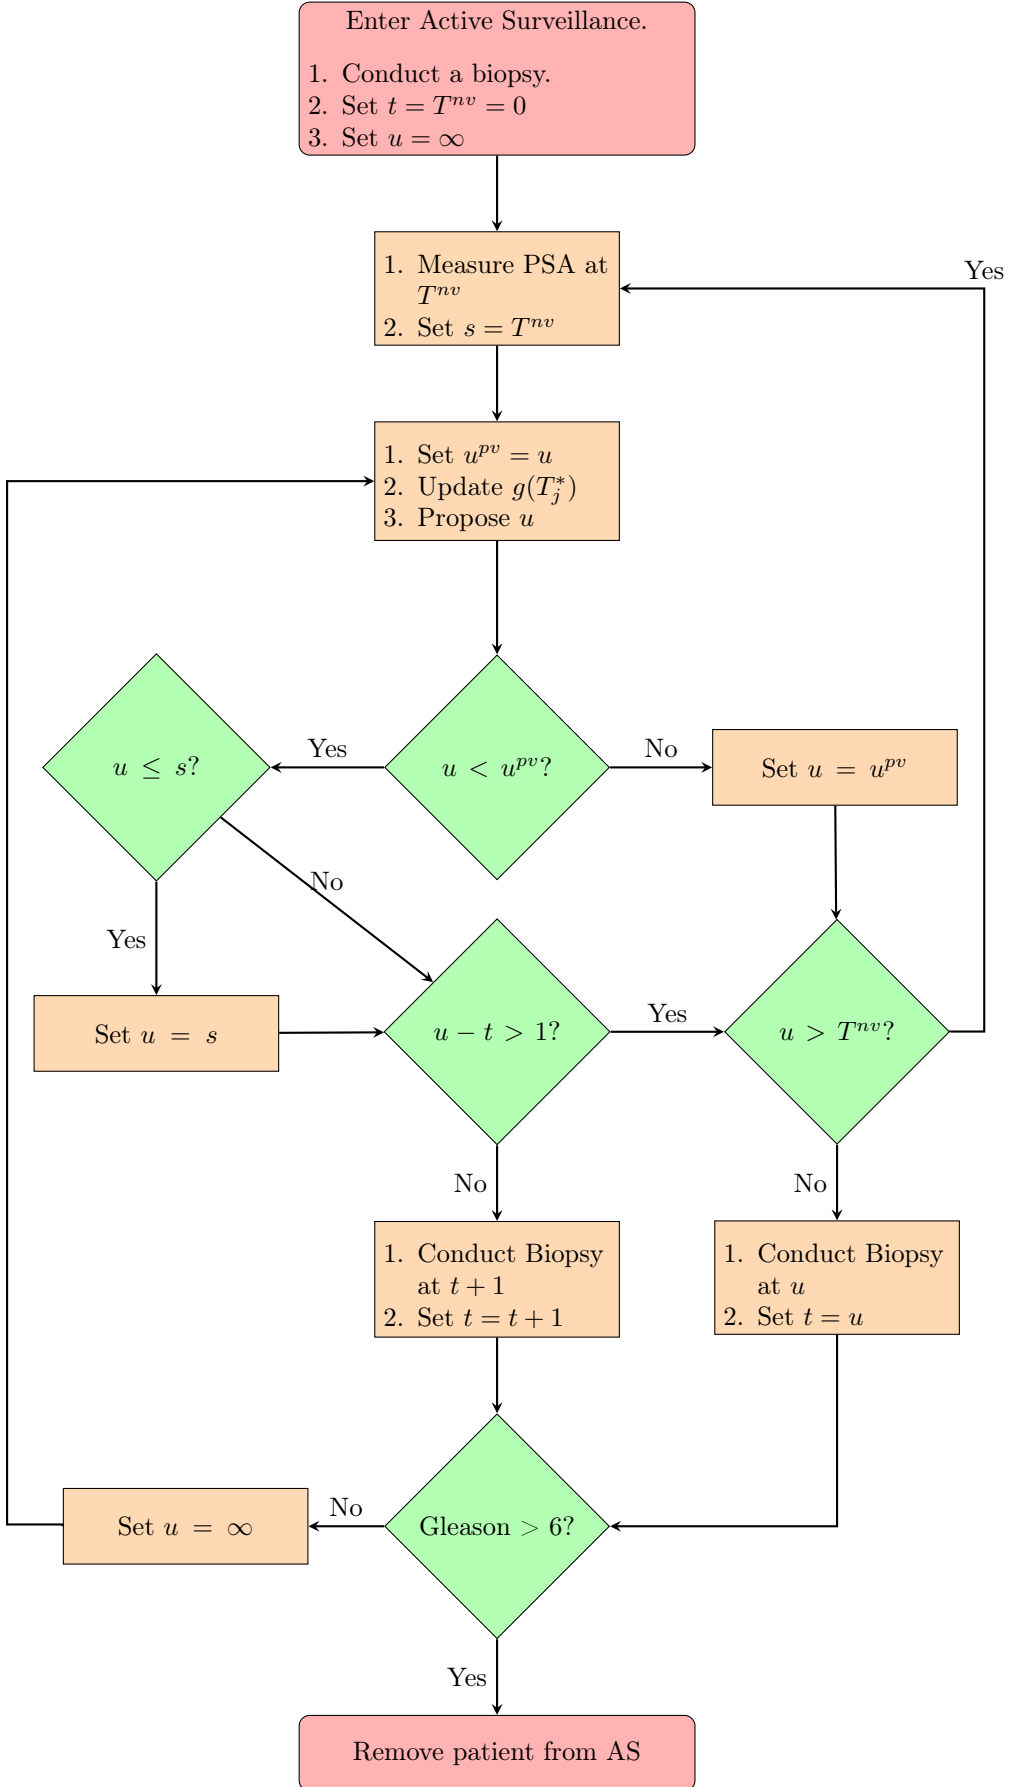 Enter Active Surveillance.
1. Conduct a biopsy.
2. Set t = T^{nv} = 0
3. Set u = ∞
1. Measure PSA at
T^{nv}
2. Set s = T^{nv}
Yes
1. Set u^{pv} = u
2. Update g(T_j^*)
3. Propose u
u ≤ s?
Yes
u < u^{pv}?
No
Set u = u^{pv}
No
Yes
Set u = s
u − t > 1?
Yes
u > T^{nv}?
No
No
1. Conduct Biopsy
at t + 1
2. Set t = t + 1
1. Conduct Biopsy
at u
2. Set t = u
Set u = ∞
No
Gleason > 6?
Yes
Remove patient from AS